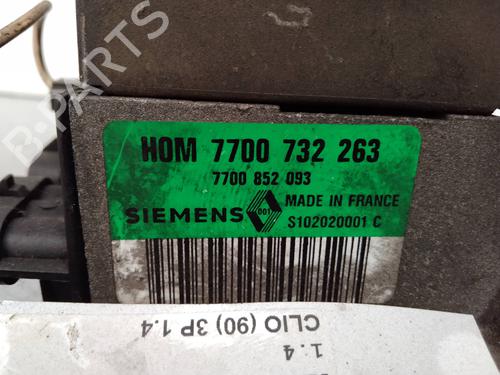 B-PARTS
HOM 7700 732 263
7700 852 093
SIEMENS 001 MADE IN FRANCE
S102020001 C
CLIO (90) 3P 1.4
1.4